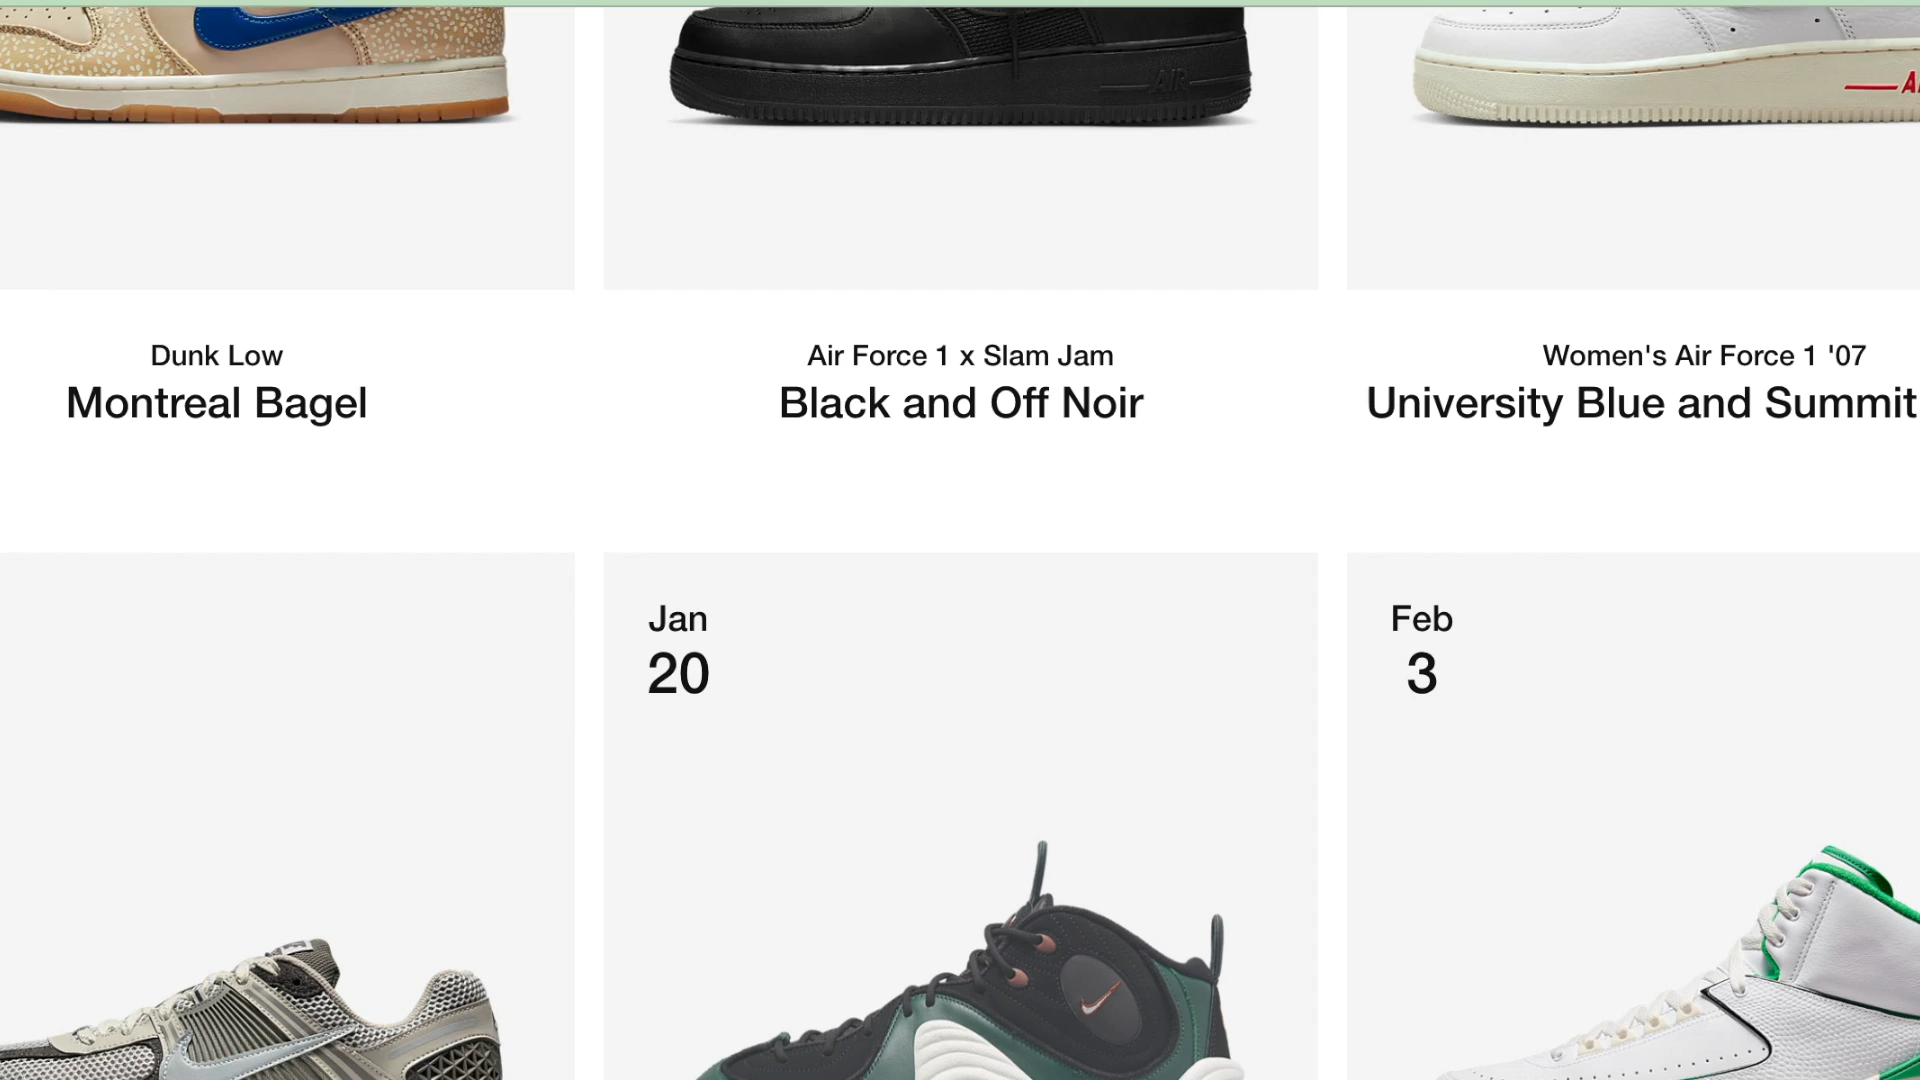 AIR
Dunk Low
Montreal Bagel
Air Force 1 x Slam Jam
Black and Off Noir
Women's Air Force 1 '07
University Blue and Summit
Jan
20
Feb
3